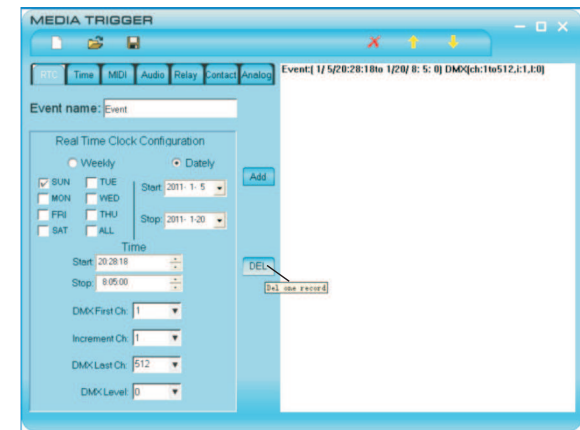 MEDIA TRIGGER
RTC Time MIDI Audio Relay Contact Analog
Event:[ 1/ 5/20:28:18to 1/20/ 8: 5: 0] DMX[ch:1to512,i:1,l:0]
Event name: Event
Real Time Clock Configuration
Weekly Dately
SUN TUE
MON WED
FRI THU
SAT ALL
Start: 2011- 1- 5
Stop: 2011- 1-20
Add
Time
Start: 20:28:18
Stop: 8:05:00
DEL
Del one record
DMX First Ch: 1
Increment Ch: 1
DMX Last Ch: 512
DMX Level: 0